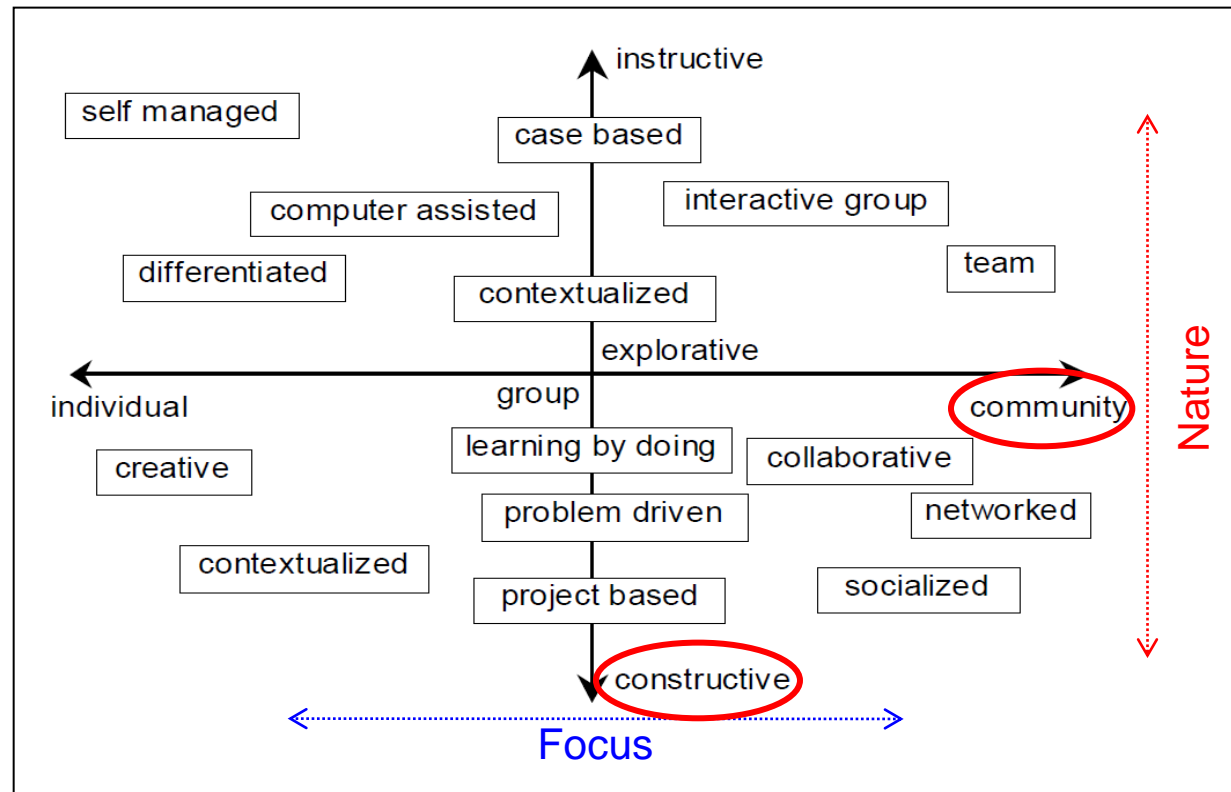 instructive
self managed
case based
computer assisted
interactive group
differentiated
team
contextualized
explorative
individual
group
community
Nature
learning by doing
collaborative
creative
problem driven
networked
contextualized
project based
socialized
constructive
Focus